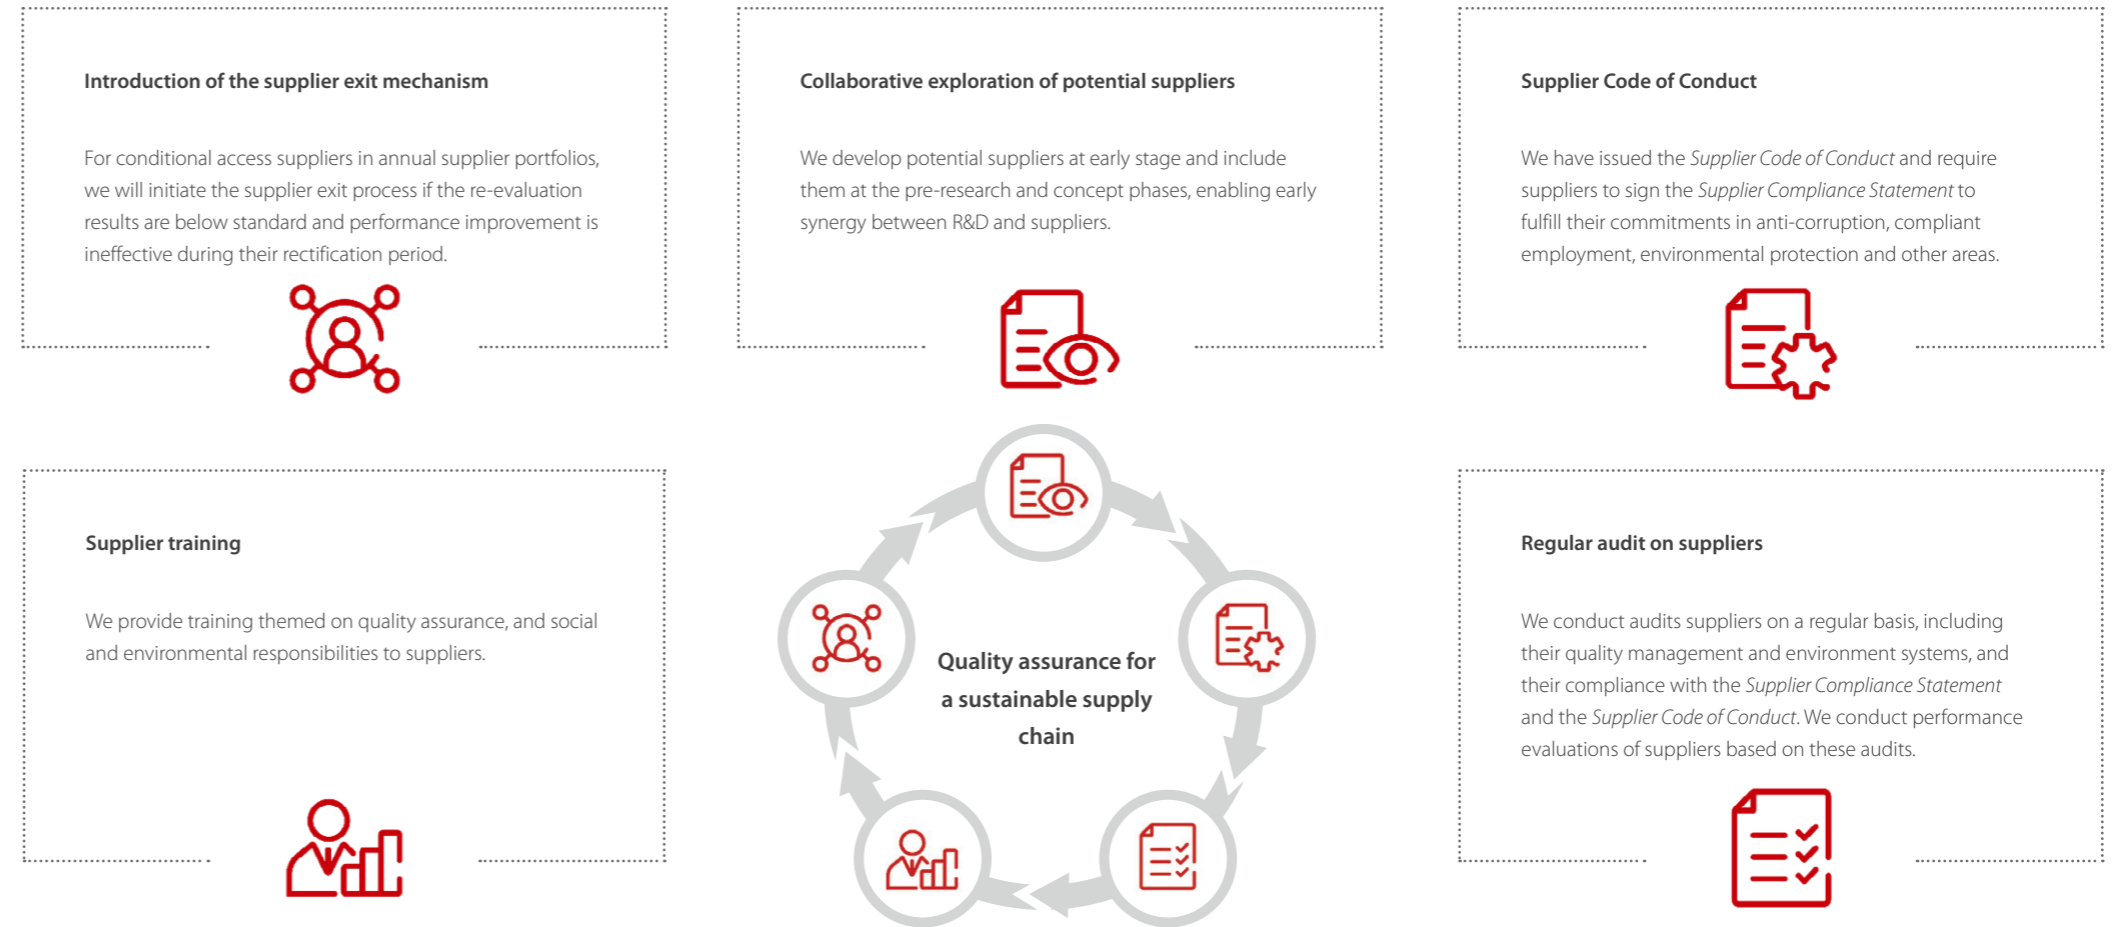 Introduction of the supplier exit mechanism
For conditional access suppliers in annual supplier portfolios,
we will initiate the supplier exit process if the re-evaluation
results are below standard and performance improvement is
ineffective during their rectification period.
Collaborative exploration of potential suppliers
We develop potential suppliers at early stage and include
them at the pre-research and concept phases, enabling early
synergy between R&D and suppliers.
Supplier Code of Conduct
We have issued the Supplier Code of Conduct and require
suppliers to sign the Supplier Compliance Statement to
fulfill their commitments in anti-corruption, compliant
employment, environmental protection and other areas.
Supplier training
We provide training themed on quality assurance, and social
and environmental responsibilities to suppliers.
Quality assurance for
a sustainable supply
chain
Regular audit on suppliers
We conduct audits suppliers on a regular basis, including
their quality management and environment systems, and
their compliance with the Supplier Compliance Statement
and the Supplier Code of Conduct. We conduct performance
evaluations of suppliers based on these audits.